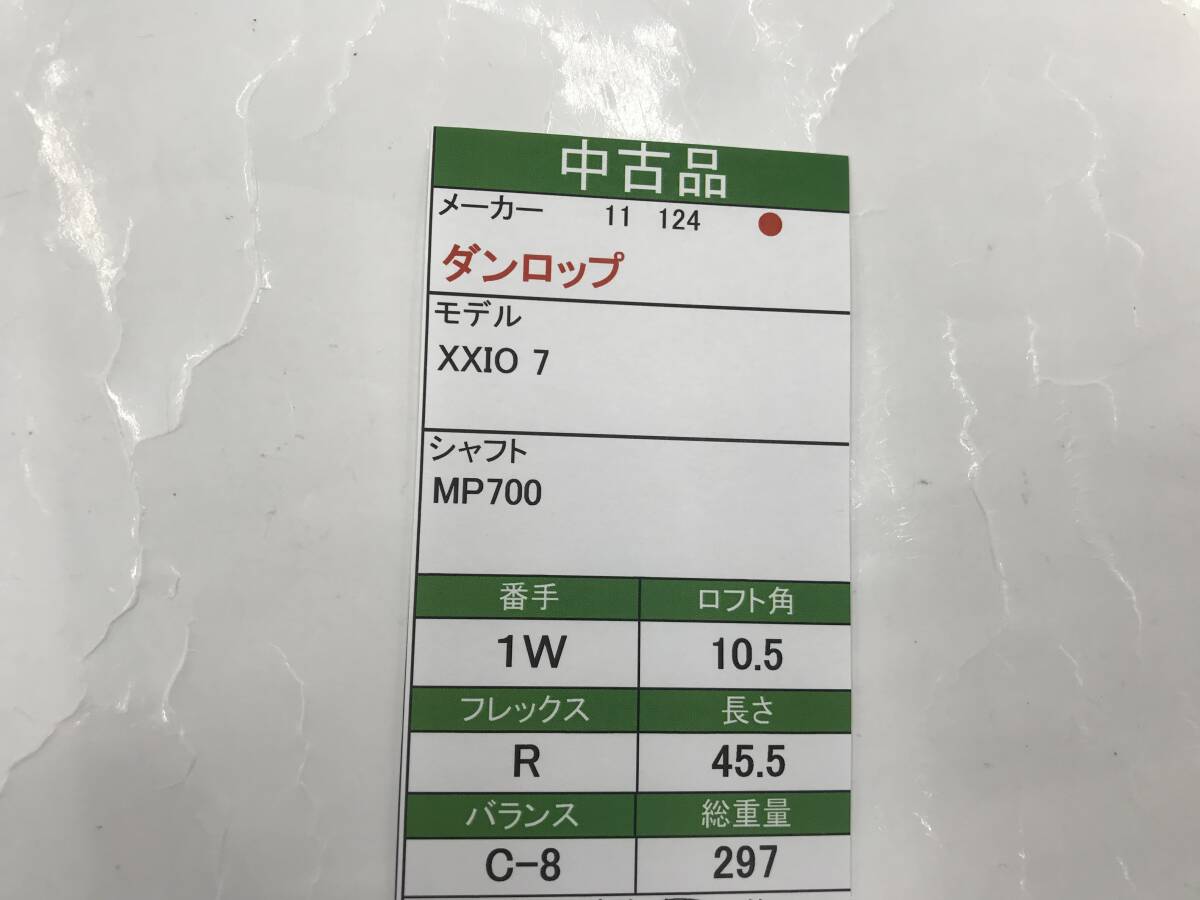 中古品
メーカー 11 124
ダンロップ
モデル
XXIO 7
シャフト
MP700
番手 ロフト角
1W 10.5
フレックス 長さ
R 45.5
バランス 総重量
C-8 297